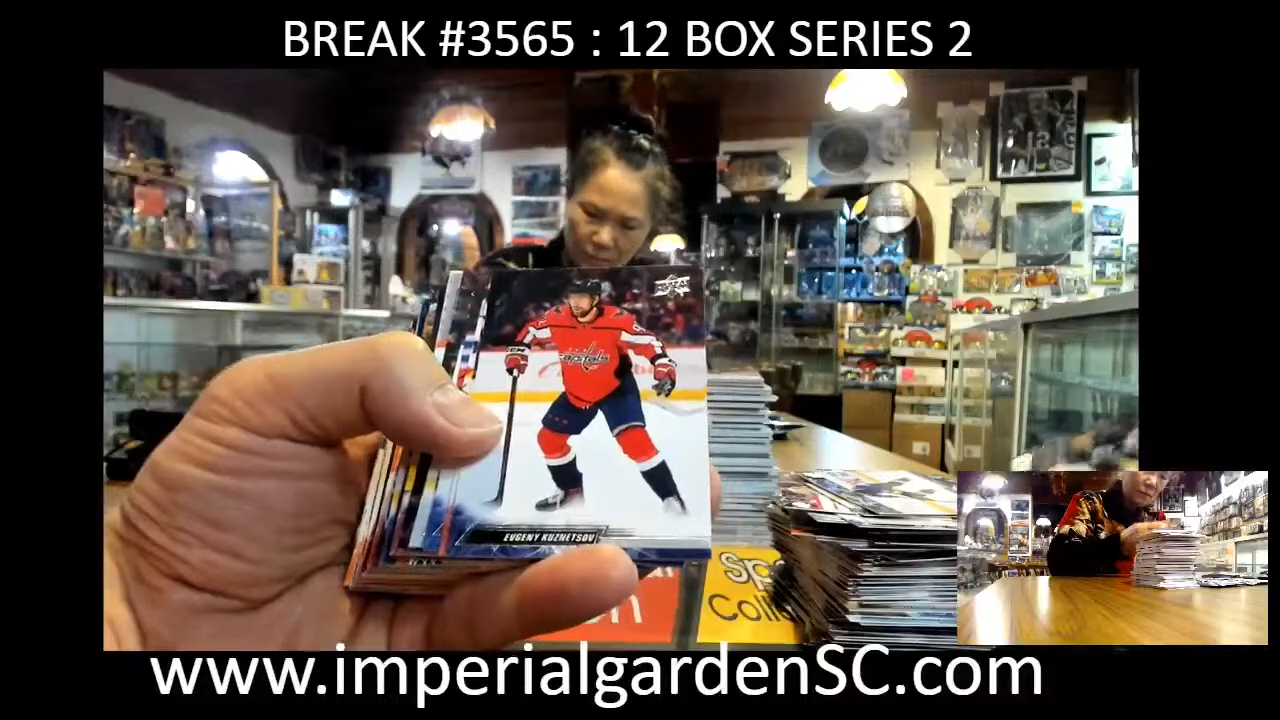 BREAK #3565 : 12 BOX SERIES 2
capitals
EVGENY KUZNETSOV
www.imperialgardenSC.com